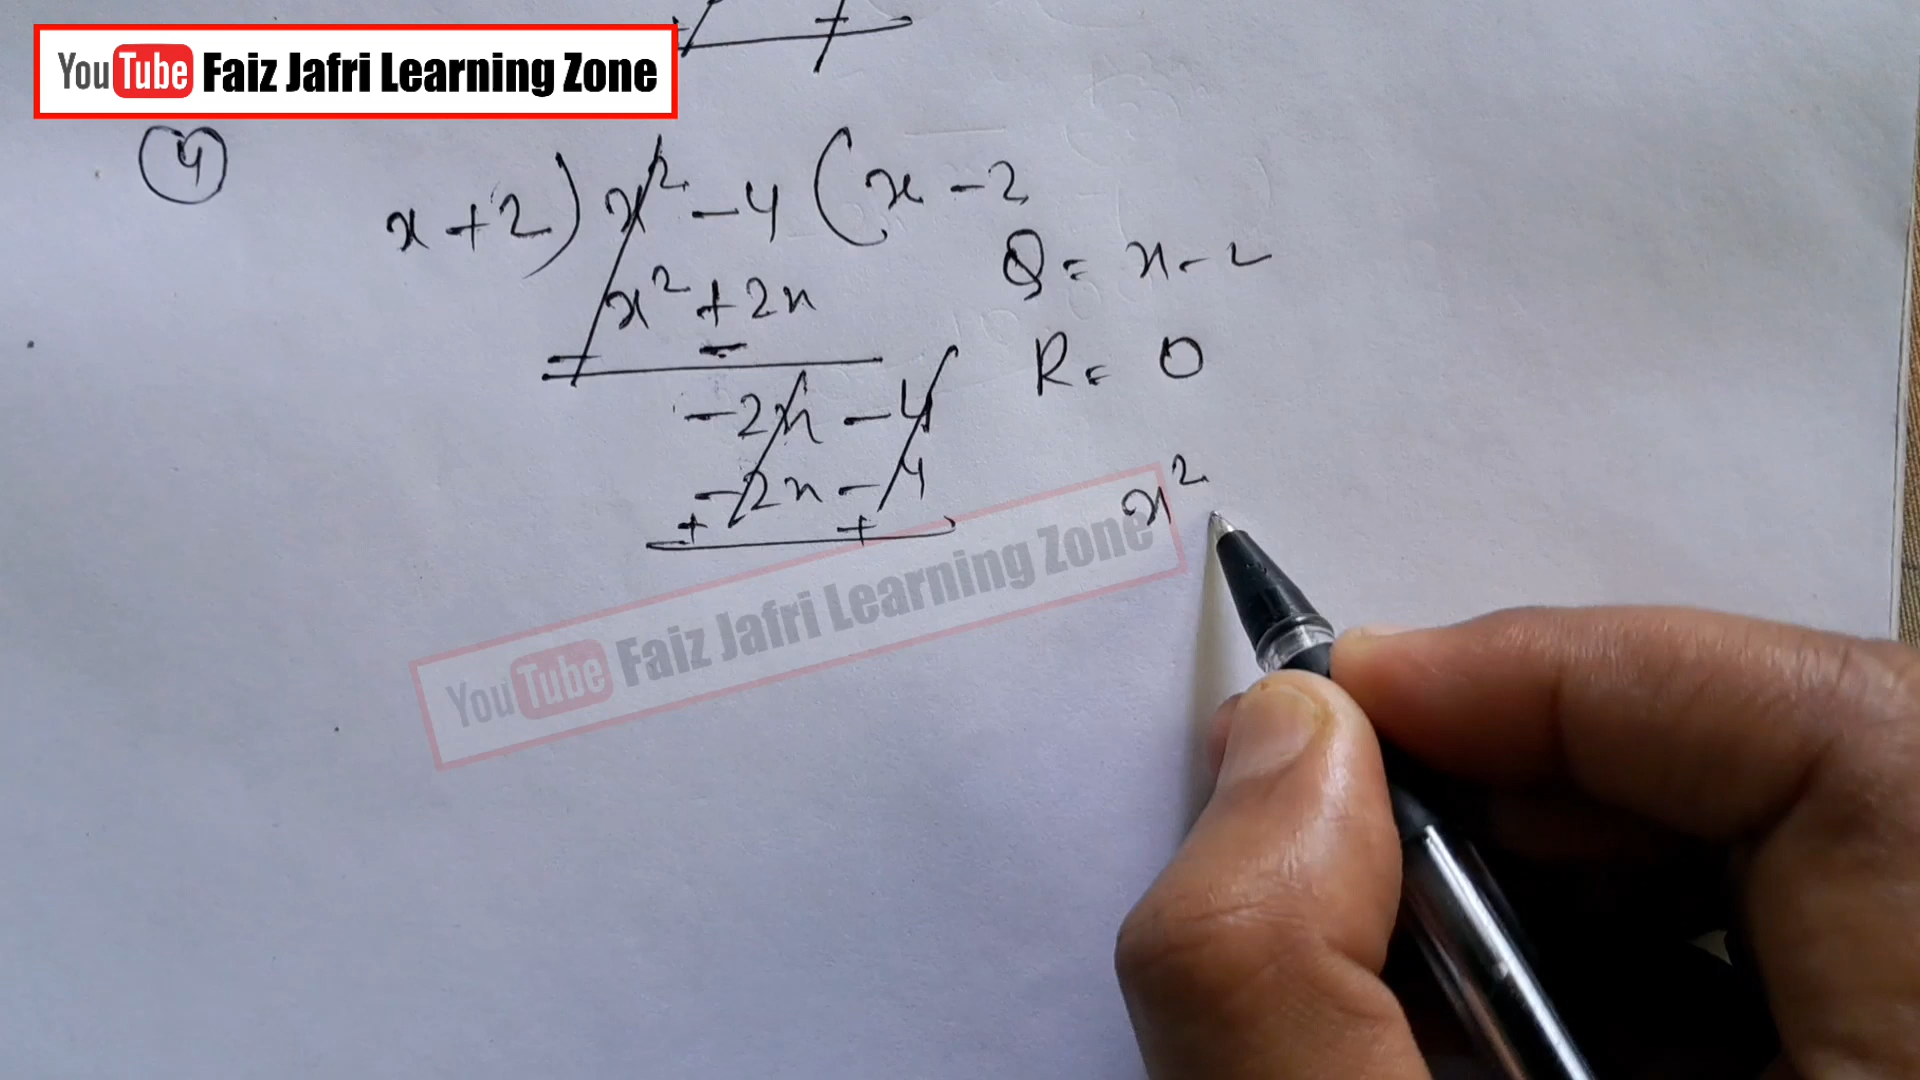 YouTube Faiz Jafri Learning Zone
4
x + 2 ) x² - 4 ( x - 2
x² + 2x
-
Q = x - 2
R = 0
- 2x - 4
- 2x - 4
+ +
x²
YouTube Faiz Jafri Learning Zone